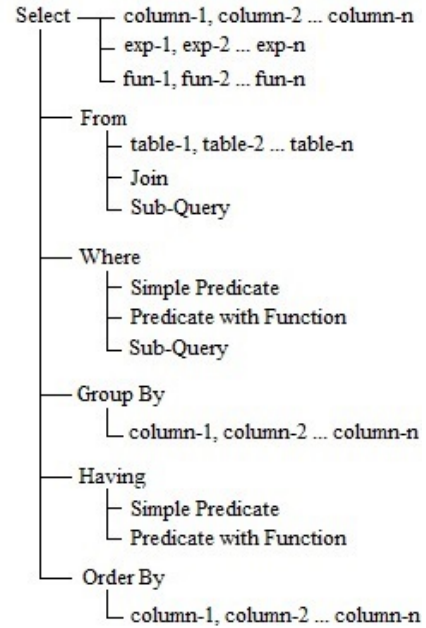 Select column-1, column-2 ... column-n
exp-1, exp-2 ... exp-n
fun-1, fun-2 ... fun-n
From
table-1, table-2 ... table-n
Join
Sub-Query
Where
Simple Predicate
Predicate with Function
Sub-Query
Group By
column-1, column-2 ... column-n
Having
Simple Predicate
Predicate with Function
Order By
column-1, column-2 ... column-n